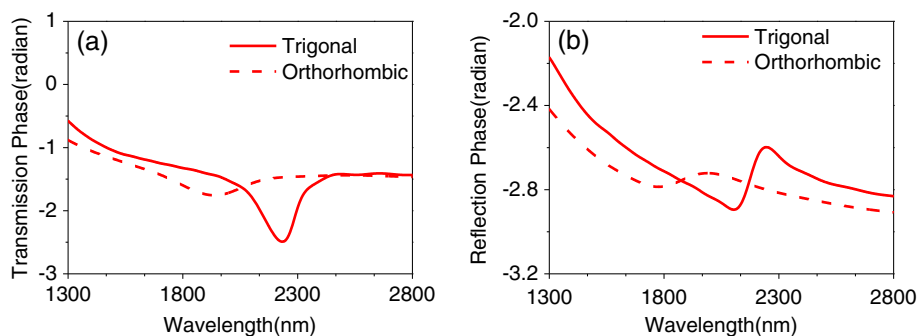 (a)
Trigonal
Orthorhombic
1
0
-1
-2
-3
Transmission Phase(radian)
1300
1800
2300
2800
Wavelength(nm)
(b)
Trigonal
Orthorhombic
-2.0
-2.4
-2.8
-3.2
Reflection Phase(radian)
1300
1800
2300
2800
Wavelength(nm)